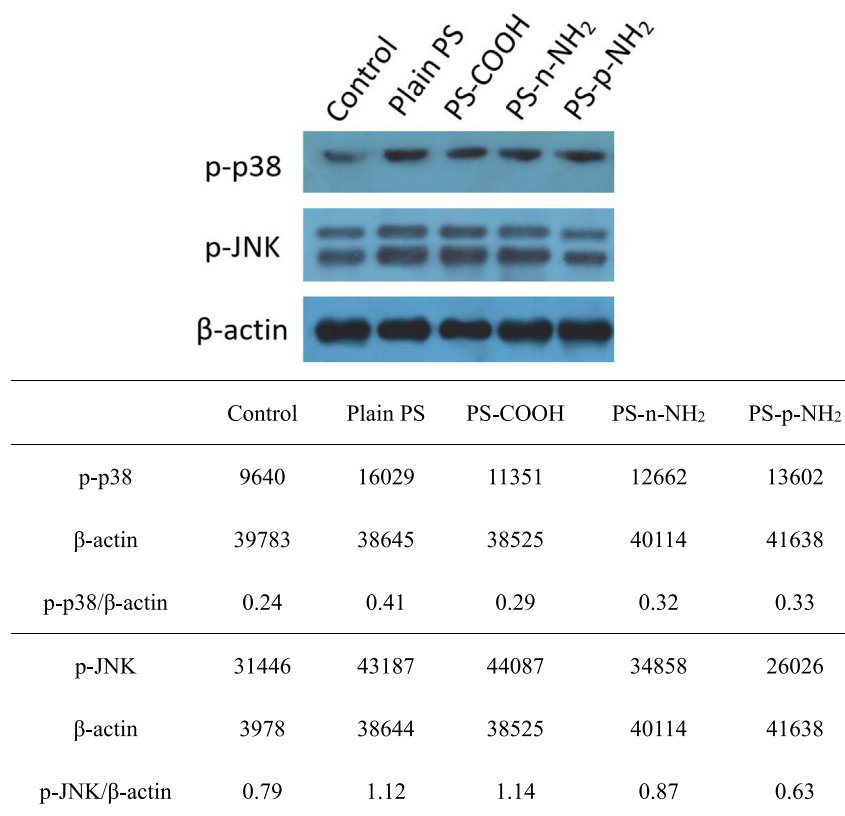 Control Plain PS PS-COOH PS-n-NH₂ PS-p-NH₂
p-p38
p-JNK
β-actin
Control Plain PS PS-COOH PS-n-NH₂ PS-p-NH₂
p-p38 9640 16029 11351 12662 13602
β-actin 39783 38645 38525 40114 41638
p-p38/β-actin 0.24 0.41 0.29 0.32 0.33
p-JNK 31446 43187 44087 34858 26026
β-actin 3978 38644 38525 40114 41638
p-JNK/β-actin 0.79 1.12 1.14 0.87 0.63